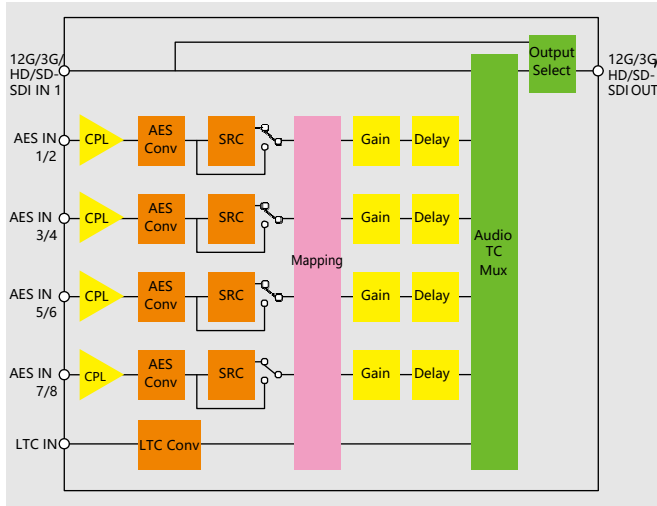 12G/3G/
HD/SD-
SDI IN 1
Output
Select
12G/3G/
HD/SD-
SDI OUT
AES IN
1/2
CPL
AES
Conv
SRC
Gain
Delay
AES IN
3/4
CPL
AES
Conv
SRC
Gain
Delay
Mapping
Audio
TC
Mux
AES IN
5/6
CPL
AES
Conv
SRC
Gain
Delay
AES IN
7/8
CPL
AES
Conv
SRC
Gain
Delay
LTC IN
LTC Conv